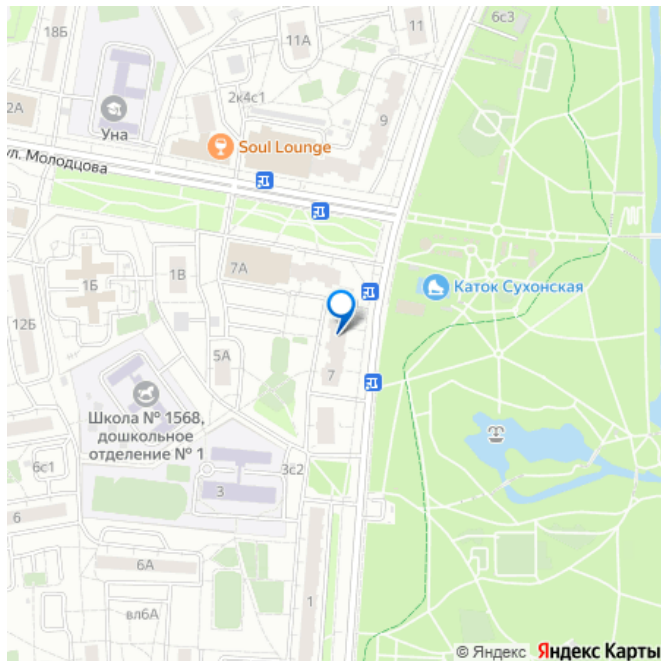 18Б
11А
11
6с3
2к4с1
9
2А
Уна
Soul Lounge
ул. Молодцова
7А
1В
1Б
Каток Сухонская
12Б
5А
7
Школа № 1568,
дошкольное
отделение № 1
6с1
3с2
3
6
6А
1
вл6А
© Яндекс Яндекс Карты